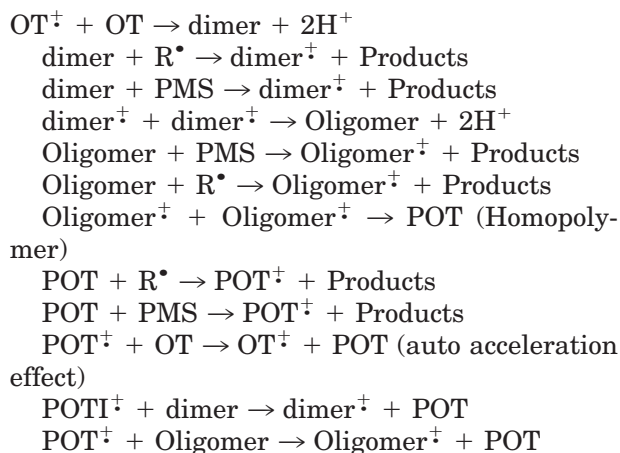 OT⁺• + OT → dimer + 2H⁺
dimer + R• → dimer⁺• + Products
dimer + PMS → dimer⁺• + Products
dimer⁺• + dimer⁺• → Oligomer + 2H⁺
Oligomer + PMS → Oligomer⁺• + Products
Oligomer + R• → Oligomer⁺• + Products
Oligomer⁺• + Oligomer⁺• → POT (Homopoly-
mer)
POT + R• → POT⁺• + Products
POT + PMS → POT⁺• + Products
POT⁺• + OT → OT⁺• + POT (auto acceleration
effect)
POTI⁺• + dimer → dimer⁺• + POT
POT⁺• + Oligomer → Oligomer⁺• + POT